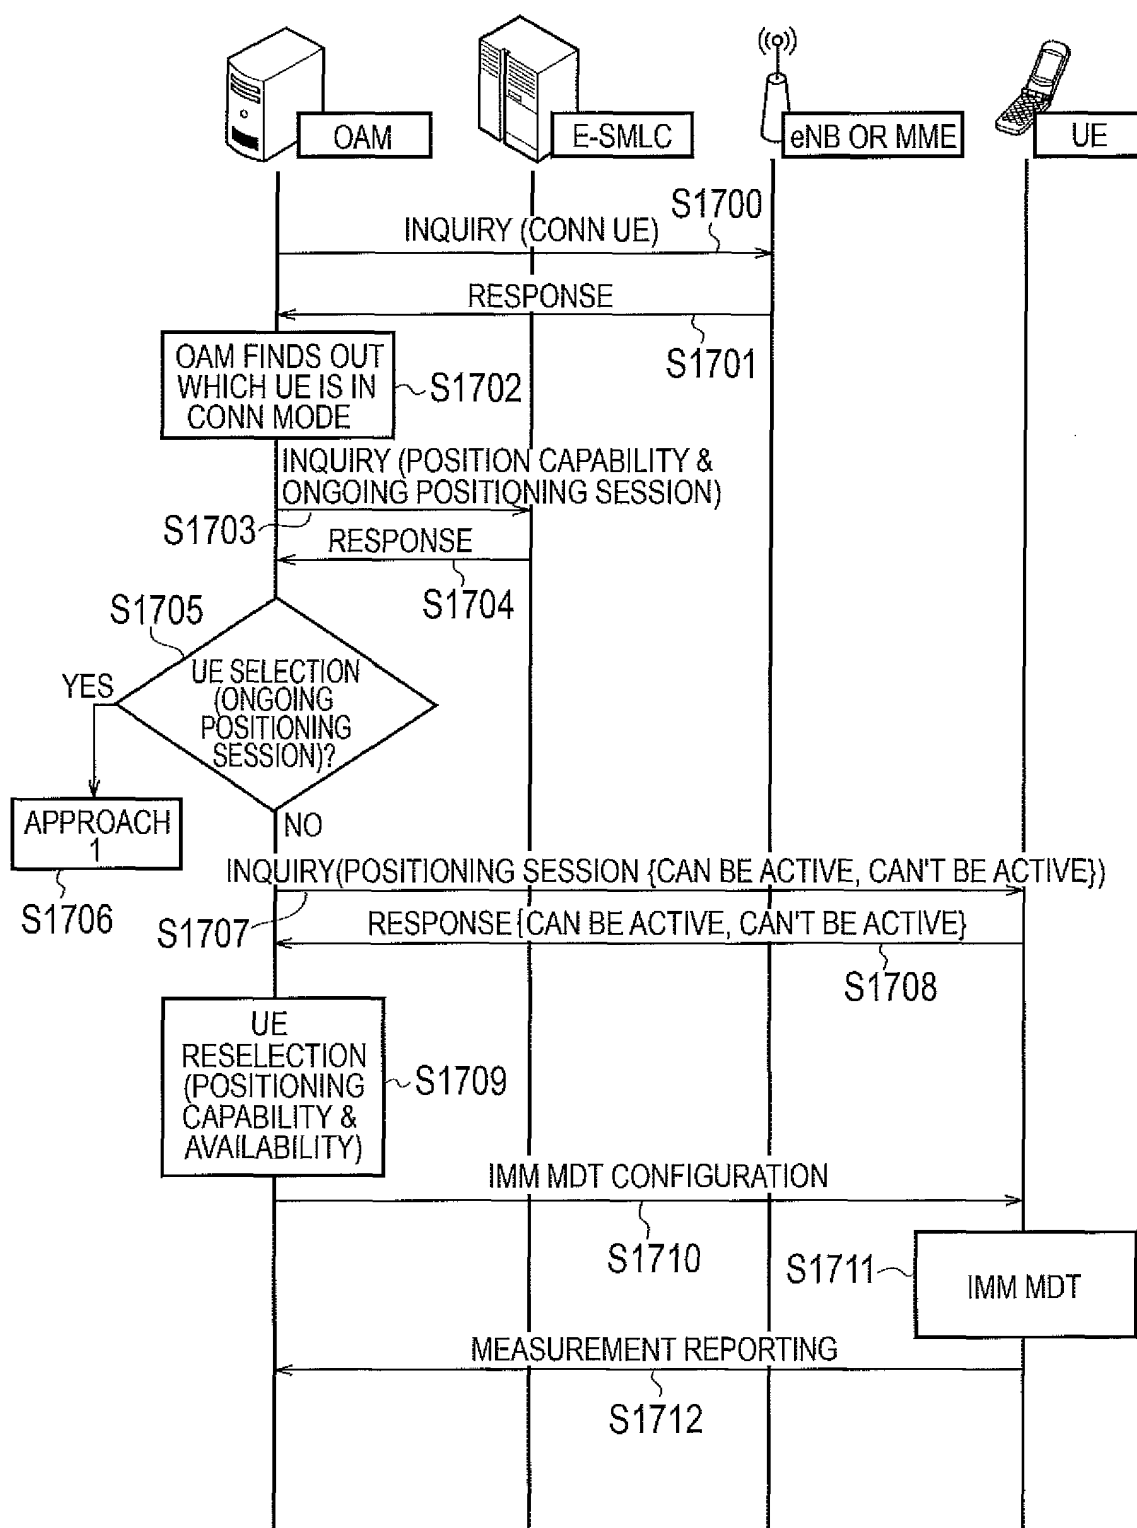 OAM
E-SMLC
eNB OR MME
UE
S1700
INQUIRY (CONN UE)
RESPONSE
S1701
OAM FINDS OUT
WHICH UE IS IN
CONN MODE
S1702
INQUIRY (POSITION CAPABILITY &
ONGOING POSITIONING SESSION)
S1703
RESPONSE
S1704
S1705
UE SELECTION
(ONGOING
POSITIONING
SESSION)?
YES
APPROACH
1
S1706
NO
INQUIRY(POSITIONING SESSION {CAN BE ACTIVE, CAN'T BE ACTIVE})
S1707
RESPONSE {CAN BE ACTIVE, CAN'T BE ACTIVE}
S1708
UE
RESELECTION
(POSITIONING
CAPABILITY &
AVAILABILITY)
S1709
IMM MDT CONFIGURATION
S1710
S1711
IMM MDT
MEASUREMENT REPORTING
S1712